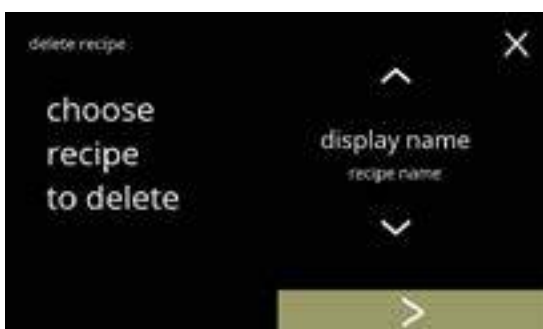 delete recipe
choose
recipe
to delete
display name
recipe name